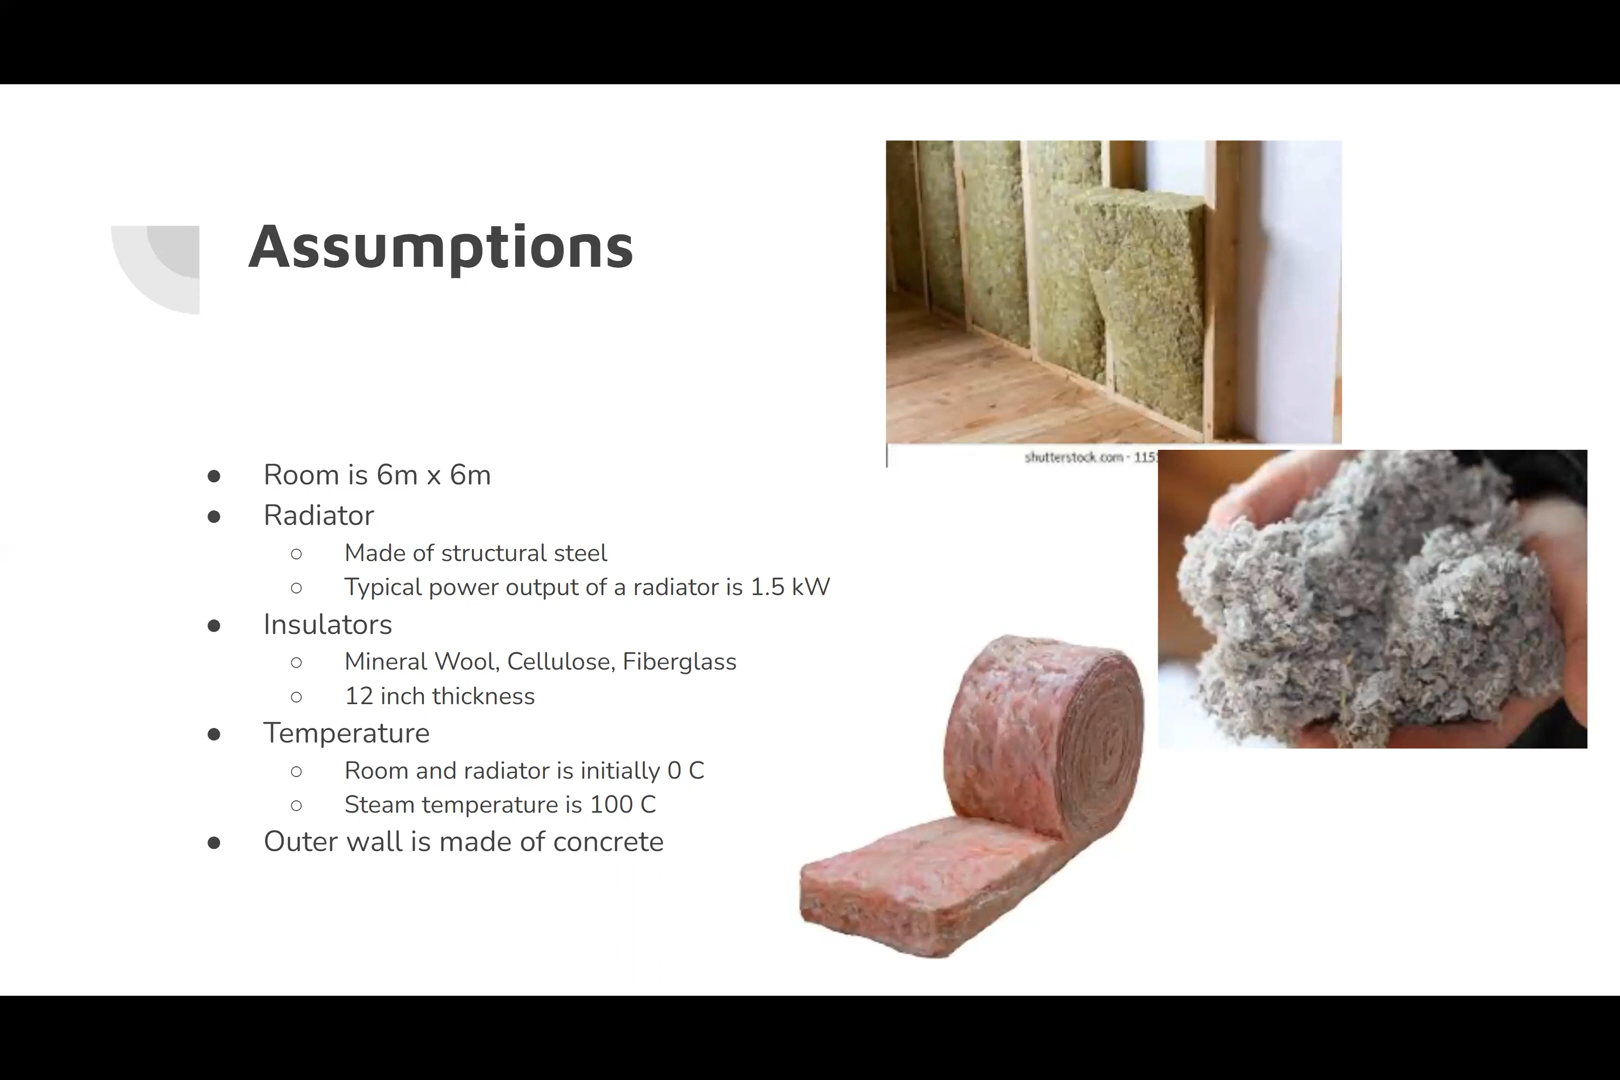 Assumptions
shutterstock.com · 115
● Room is 6m x 6m
● Radiator
○ Made of structural steel
○ Typical power output of a radiator is 1.5 kW
● Insulators
○ Mineral Wool, Cellulose, Fiberglass
○ 12 inch thickness
● Temperature
○ Room and radiator is initially 0 C
○ Steam temperature is 100 C
● Outer wall is made of concrete